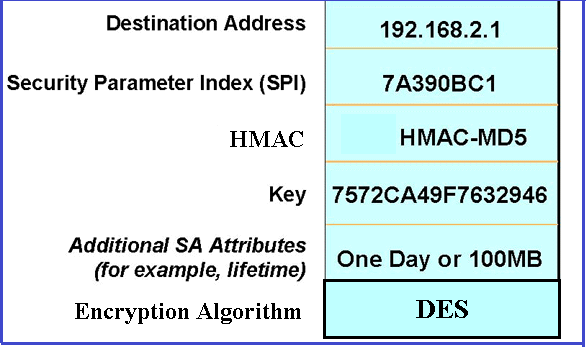 Destination Address 192.168.2.1
Security Parameter Index (SPI) 7A390BC1
HMAC HMAC-MD5
Key 7572CA49F7632946
Additional SA Attributes
(for example, lifetime) One Day or 100MB
Encryption Algorithm DES